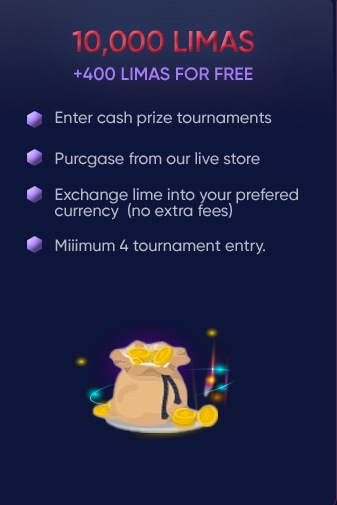 10,000 LIMAS
+400 LIMAS FOR FREE
Enter cash prize tournaments
Purcgase from our live store
Exchange lime into your prefered
currency (no extra fees)
Miiimum 4 tournament entry.